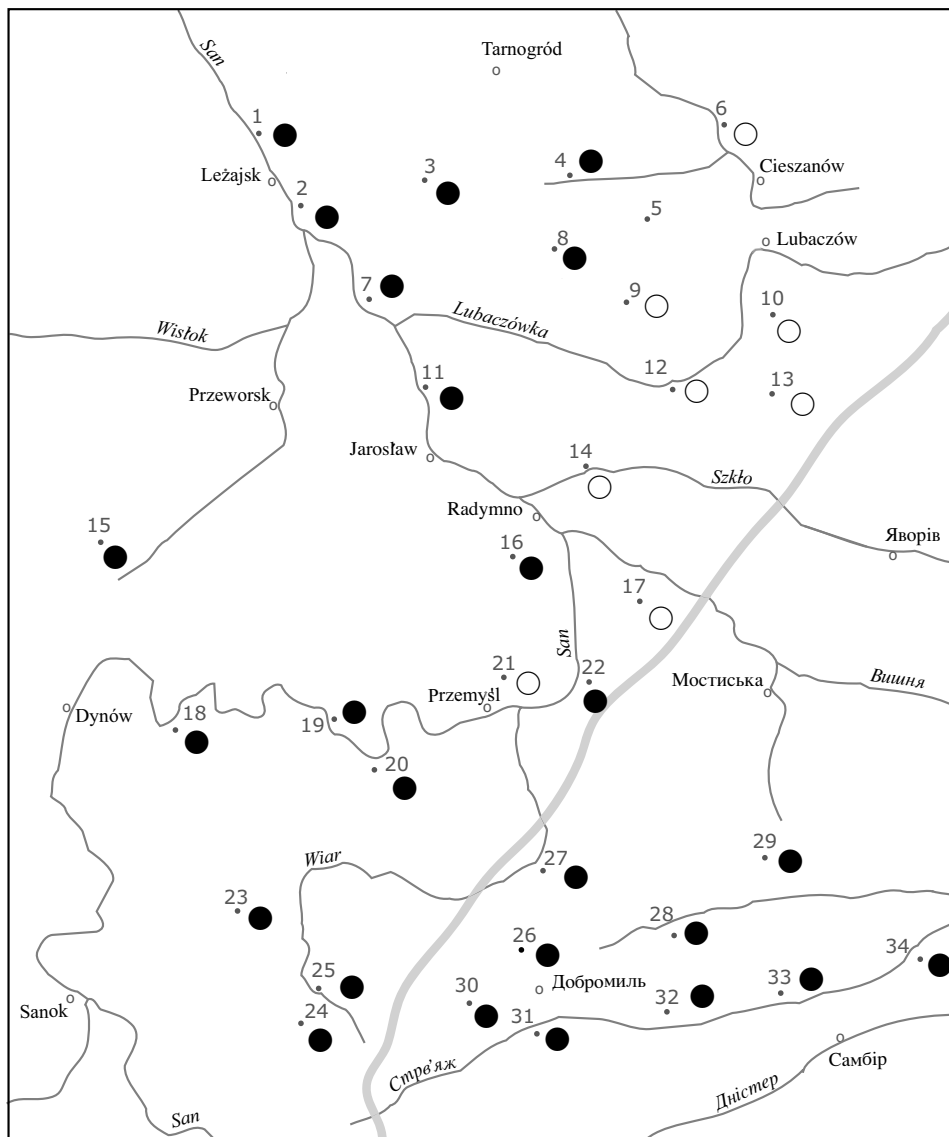 San
Tarnogród
1
6
Leżajsk
3
4
Cieszanów
2
5
8
Lubaczów
7
9
10
Wisłok
Lubaczówka
11
12
13
Przeworsk
Jarosław
14
Szkło
Radymno
15
16
Яворів
17
San
21
22
Мостиська
Вишня
Dynów
18
19
Przemyśl
20
Wiar
27
29
23
28
26
34
25
Добромиль
33
Sanok
24
30
32
31
Стрв'яж
Самбір
Дністер
San